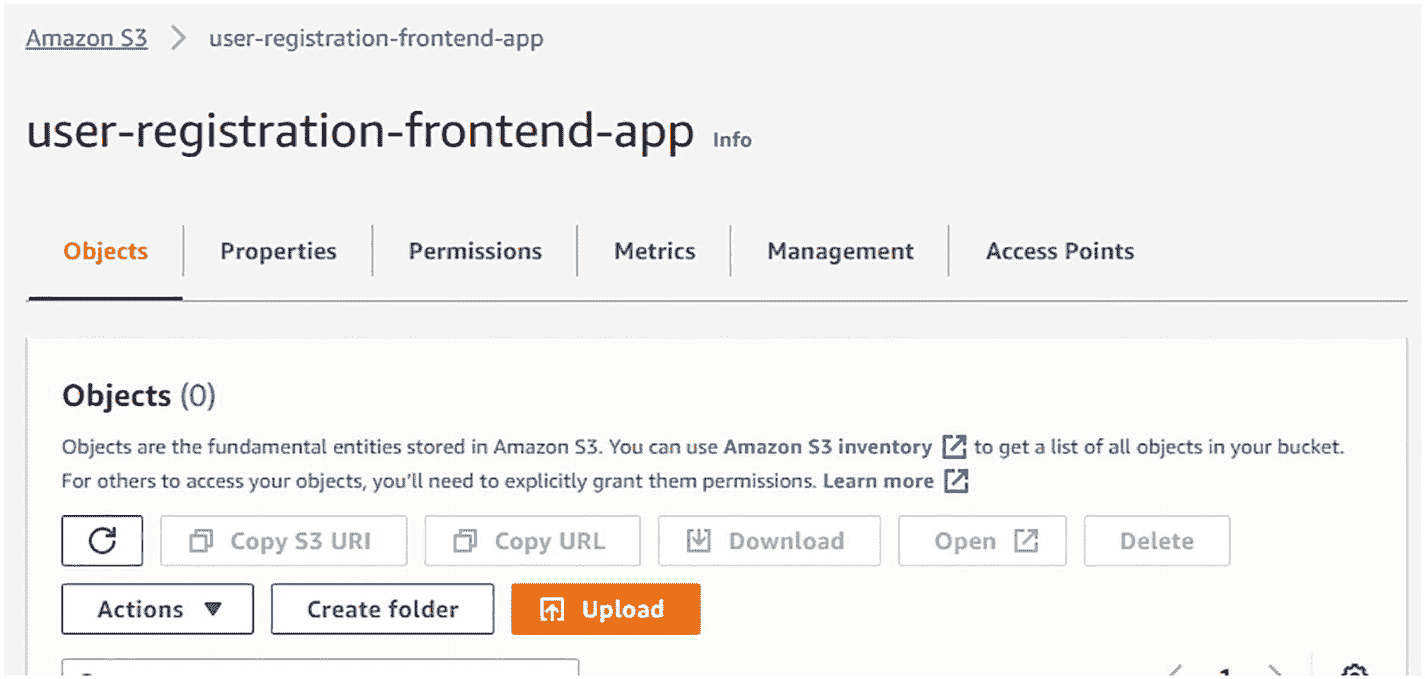 Amazon S3 > user-registration-frontend-app
user-registration-frontend-app Info
Objects Properties Permissions Metrics Management Access Points
Objects (0)
Objects are the fundamental entities stored in Amazon S3. You can use Amazon S3 inventory to get a list of all objects in your bucket.
For others to access your objects, you'll need to explicitly grant them permissions. Learn more
Copy S3 URI Copy URL Download Open Delete
Actions Create folder Upload